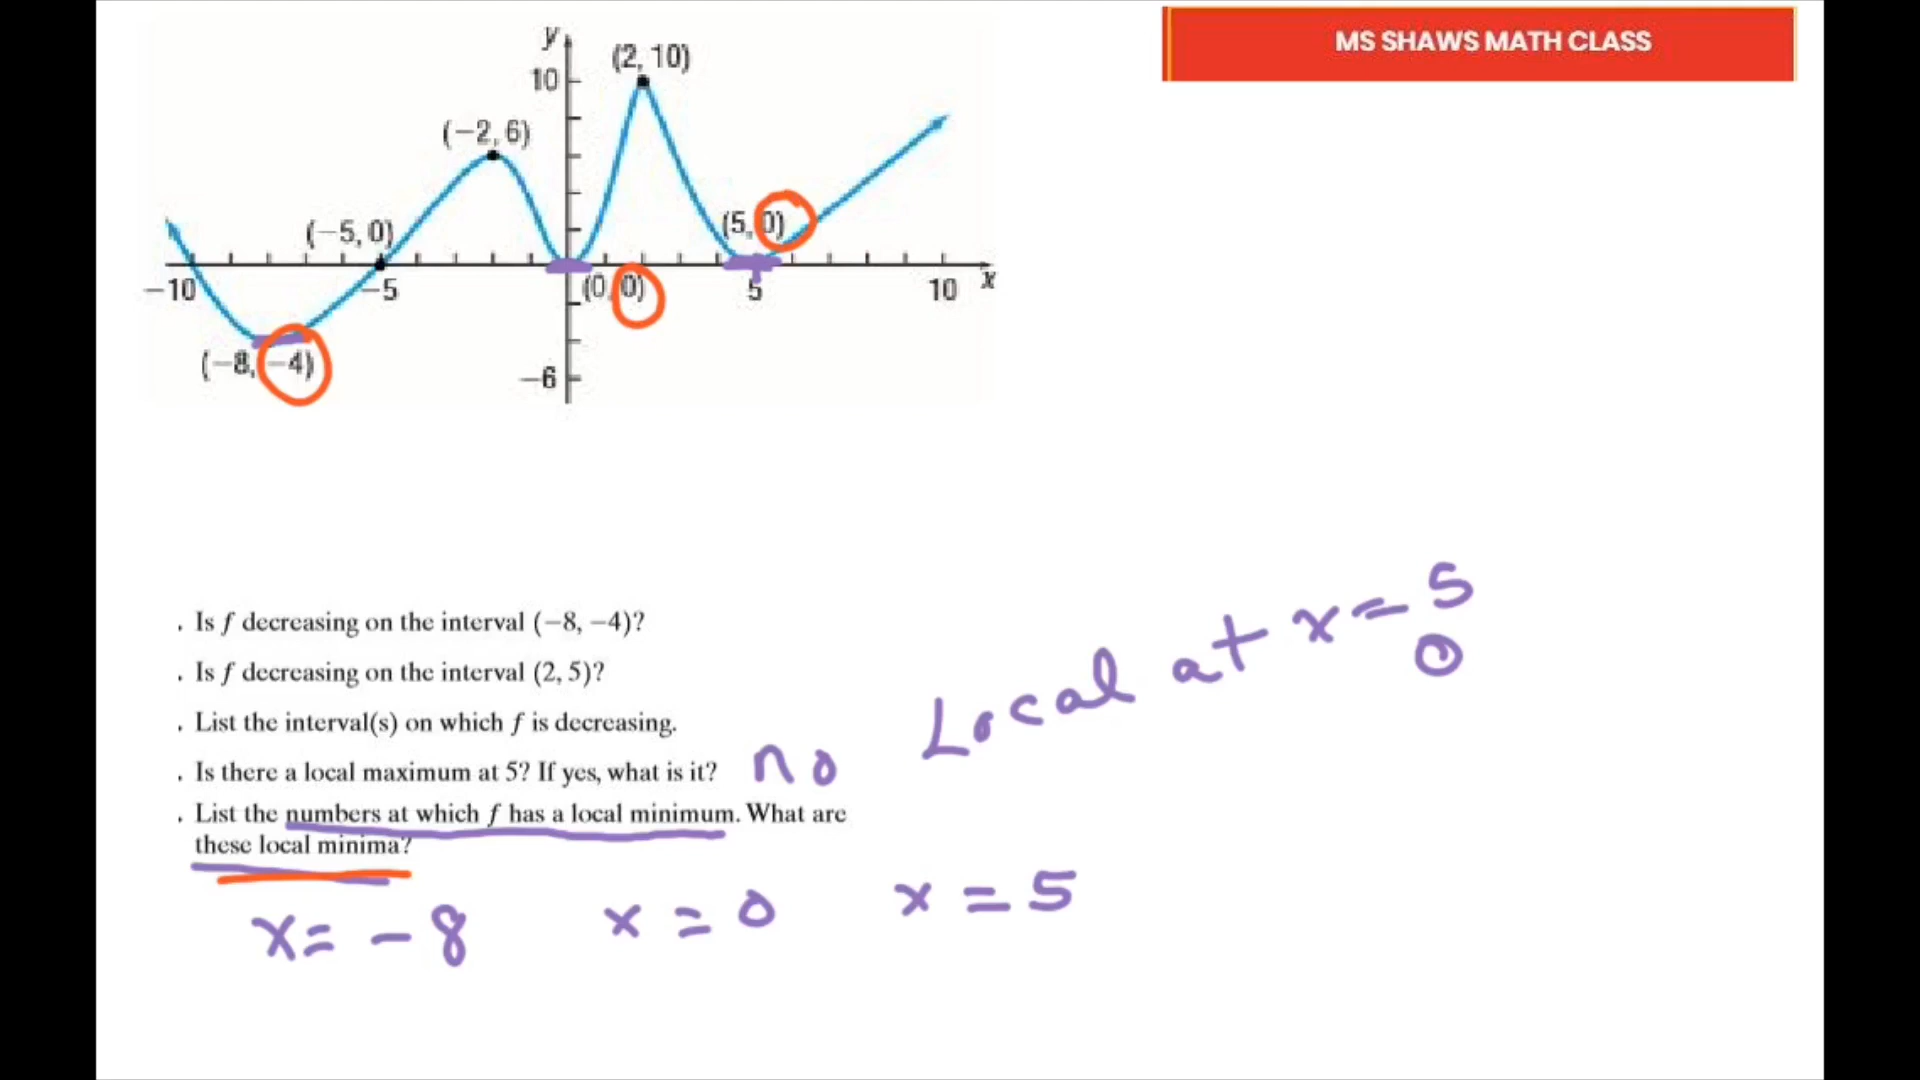 MS SHAWS MATH CLASS
y
(2, 10)
10
(−2, 6)
(−5, 0)
(5, 0)
−10
−5
(0, 0)
5
10
x
(−8, −4)
−6
. Is f decreasing on the interval (−8, −4)?
. Is f decreasing on the interval (2, 5)?
. List the interval(s) on which f is decreasing.
. Is there a local maximum at 5? If yes, what is it? no
Local at x = 5
0
. List the numbers at which f has a local minimum. What are
these local minima?
x = −8 x = 0 x = 5